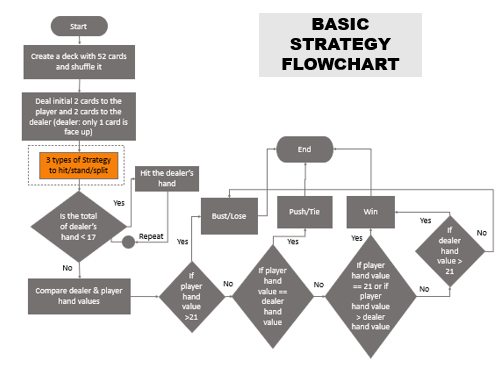 BASIC
STRATEGY
FLOWCHART
Start
Create a deck with 52 cards
and shuffle it
Deal initial 2 cards to the
player and 2 cards to the
dealer (dealer: only 1 card is
face up)
3 types of Strategy
to hit/stand/split
Hit the dealer's
hand
Yes
Is the total
of dealer's
hand < 17
Repeat
No
Compare dealer & player
hand values
End
Bust/Lose
Push/Tie
Win
Yes
If
player
hand
value
>21
No
Yes
If player
hand
value ==
dealer
hand
value
No
Yes
If player
hand value
== 21 or if
player
hand value
> dealer
hand value
No
Yes
If
dealer
hand
value >
21
No